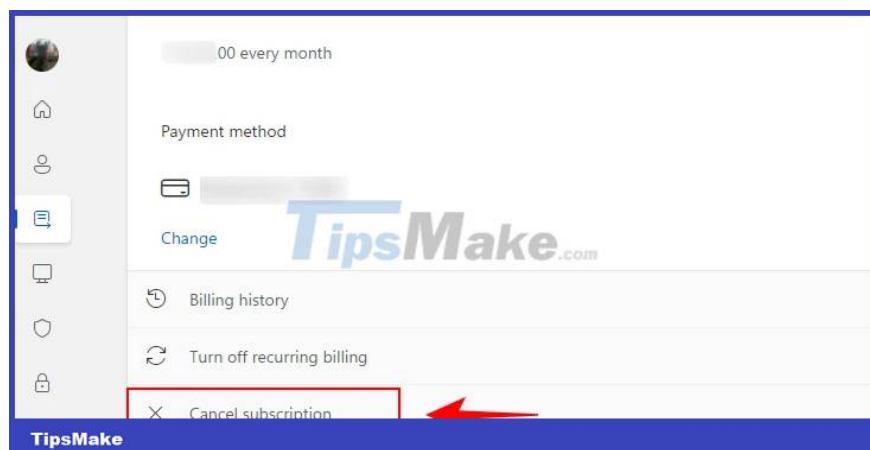 00 every month
Payment method
Change
TipsMake.com
Billing history
Turn off recurring billing
Cancel subscription
TipsMake